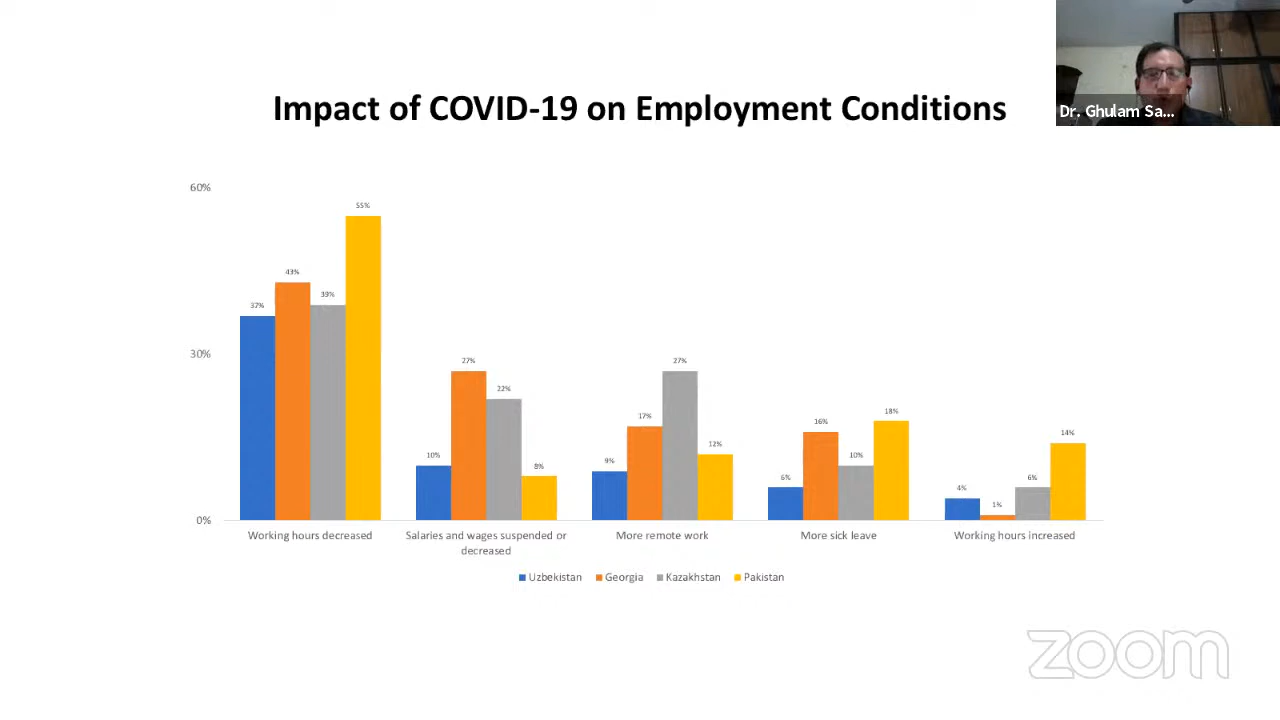 Impact of COVID-19 on Employment Conditions
Dr. Ghulam Sa...
60%
30%
0%
37%
43%
39%
55%
10%
27%
22%
8%
9%
17%
27%
12%
6%
16%
10%
18%
4%
1%
6%
14%
Working hours decreased
Salaries and wages suspended or
decreased
More remote work
More sick leave
Working hours increased
Uzbekistan Georgia Kazakhstan Pakistan
zoom